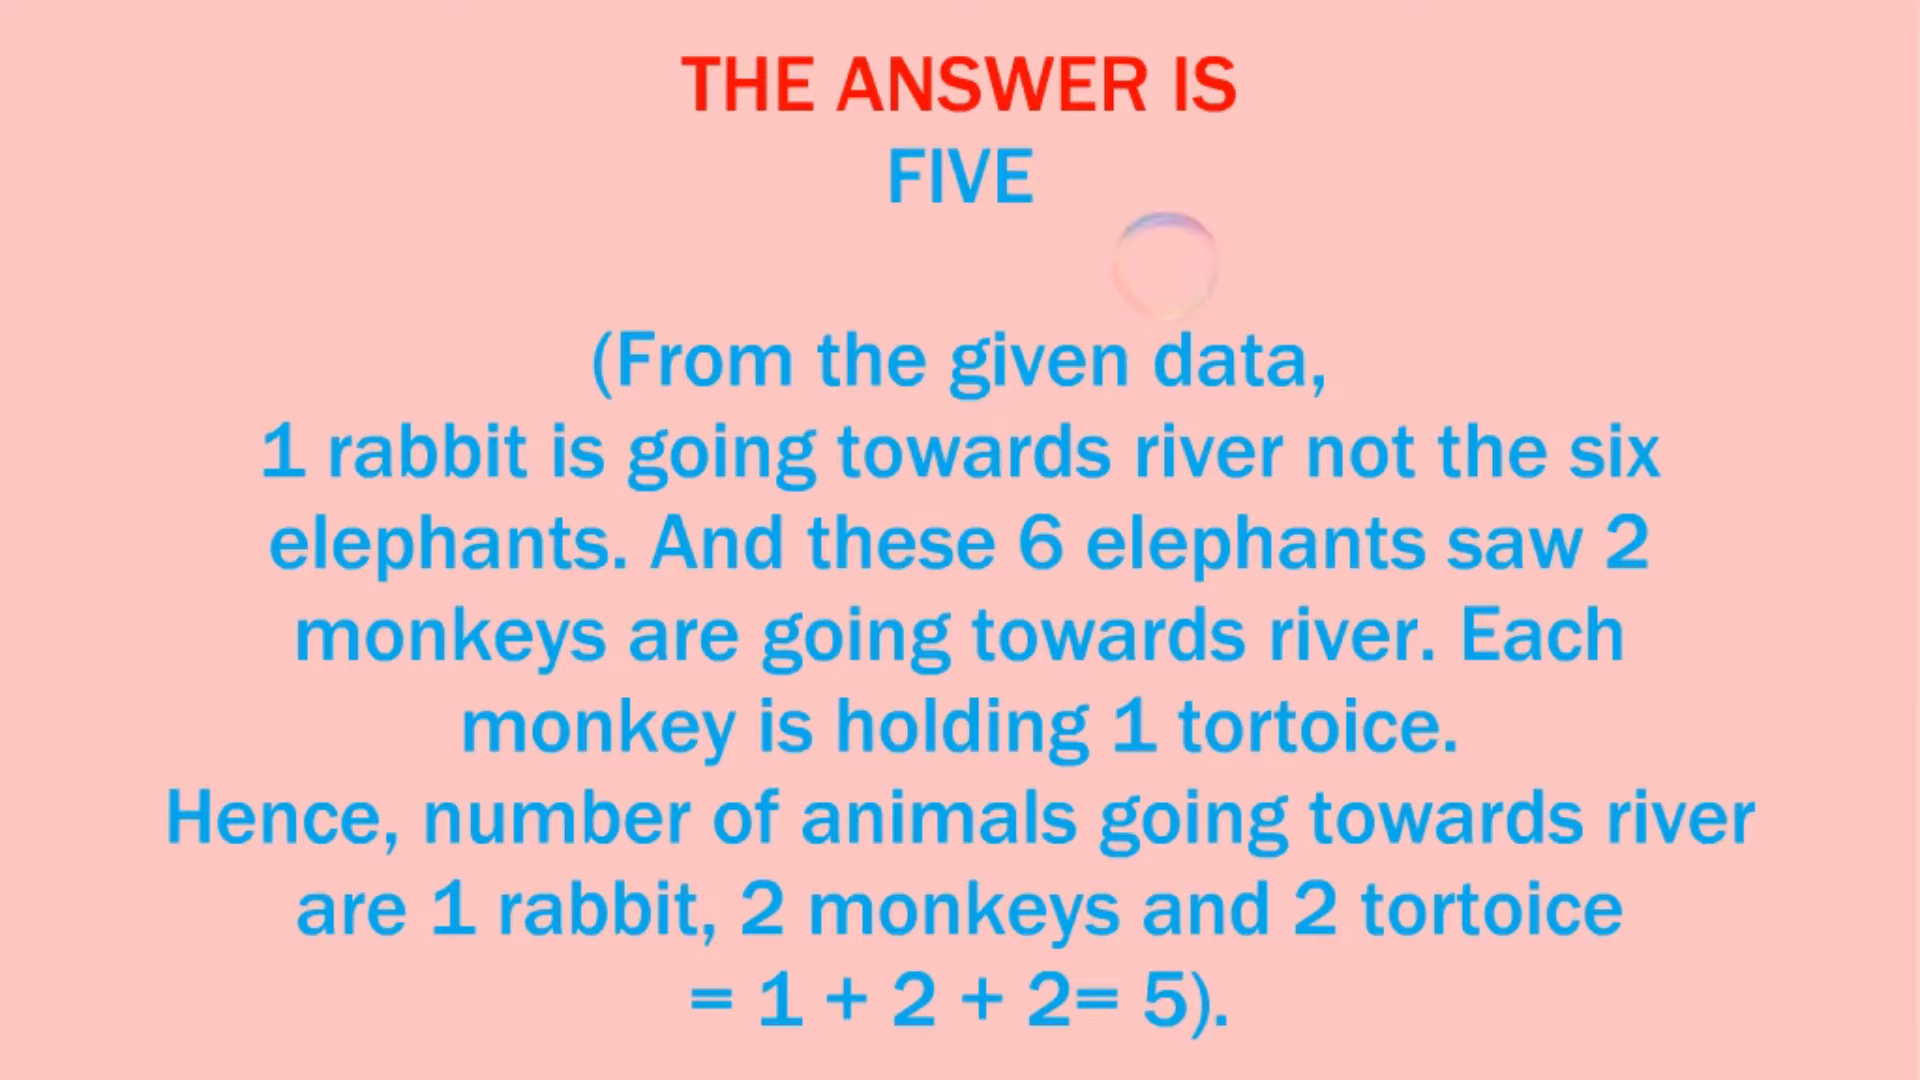 THE ANSWER IS
FIVE
(From the given data,
1 rabbit is going towards river not the six
elephants. And these 6 elephants saw 2
monkeys are going towards river. Each
monkey is holding 1 tortoice.
Hence, number of animals going towards river
are 1 rabbit, 2 monkeys and 2 tortoice
= 1 + 2 + 2= 5).